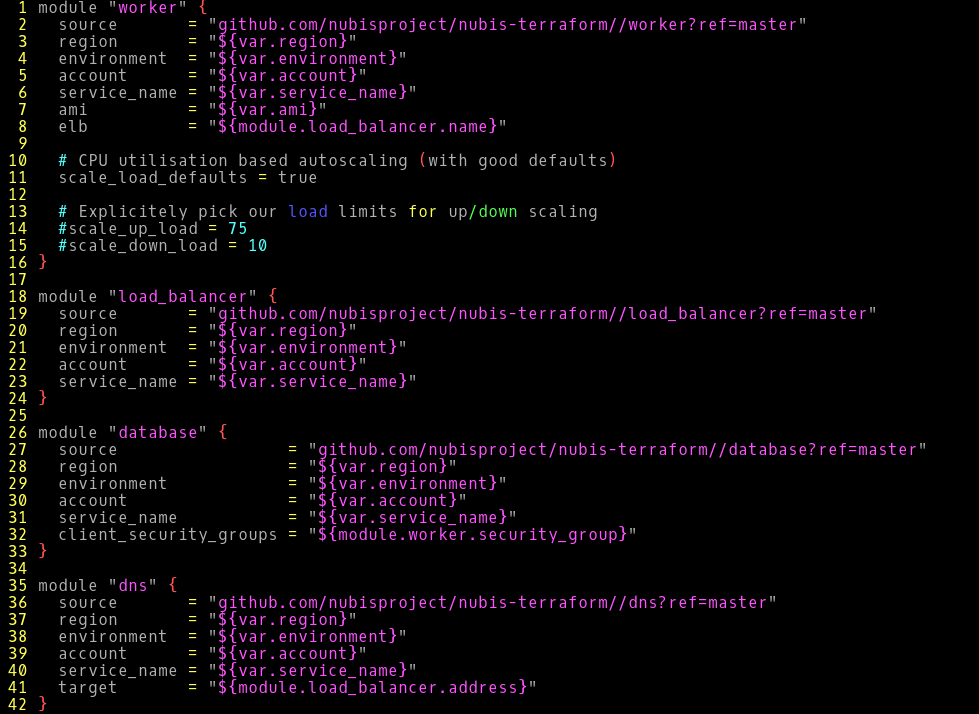 1 module "worker" {
2   source       = "github.com/nubisproject/nubis-terraform//worker?ref=master"
3   region       = "${var.region}"
4   environment  = "${var.environment}"
5   account      = "${var.account}"
6   service_name = "${var.service_name}"
7   ami          = "${var.ami}"
8   elb          = "${module.load_balancer.name}"
9
10   # CPU utilisation based autoscaling (with good defaults)
11   scale_load_defaults = true
12
13   # Explicitely pick our load limits for up/down scaling
14   #scale_up_load = 75
15   #scale_down_load = 10
16 }
17
18 module "load_balancer" {
19   source       = "github.com/nubisproject/nubis-terraform//load_balancer?ref=master"
20   region       = "${var.region}"
21   environment  = "${var.environment}"
22   account      = "${var.account}"
23   service_name = "${var.service_name}"
24 }
25
26 module "database" {
27   source                 = "github.com/nubisproject/nubis-terraform//database?ref=master"
28   region                 = "${var.region}"
29   environment            = "${var.environment}"
30   account                = "${var.account}"
31   service_name           = "${var.service_name}"
32   client_security_groups = "${module.worker.security_group}"
33 }
34
35 module "dns" {
36   source       = "github.com/nubisproject/nubis-terraform//dns?ref=master"
37   region       = "${var.region}"
38   environment  = "${var.environment}"
39   account      = "${var.account}"
40   service_name = "${var.service_name}"
41   target       = "${module.load_balancer.address}"
42 }